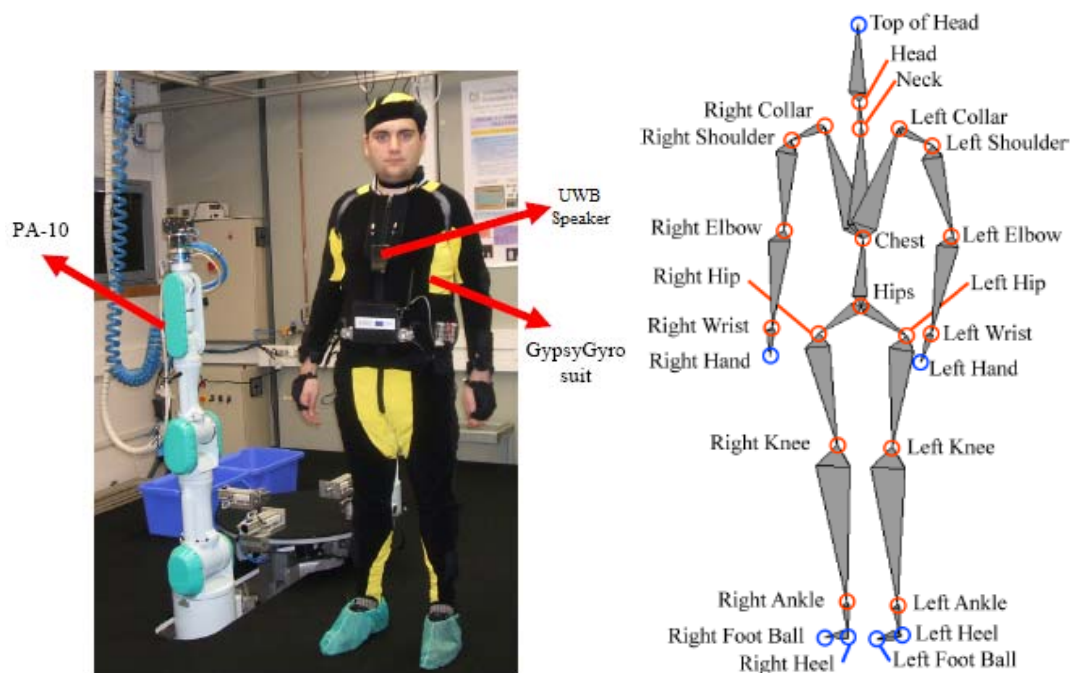 PA-10
UWB
Speaker
GypsyGyro
suit
Top of Head
Head
Neck
Right Collar
Left Collar
Right Shoulder
Left Shoulder
Right Elbow
Chest
Left Elbow
Right Hip
Hips
Left Hip
Right Wrist
Left Wrist
Right Hand
Left Hand
Right Knee
Left Knee
Right Ankle
Left Ankle
Right Foot Ball
Left Heel
Right Heel
Left Foot Ball